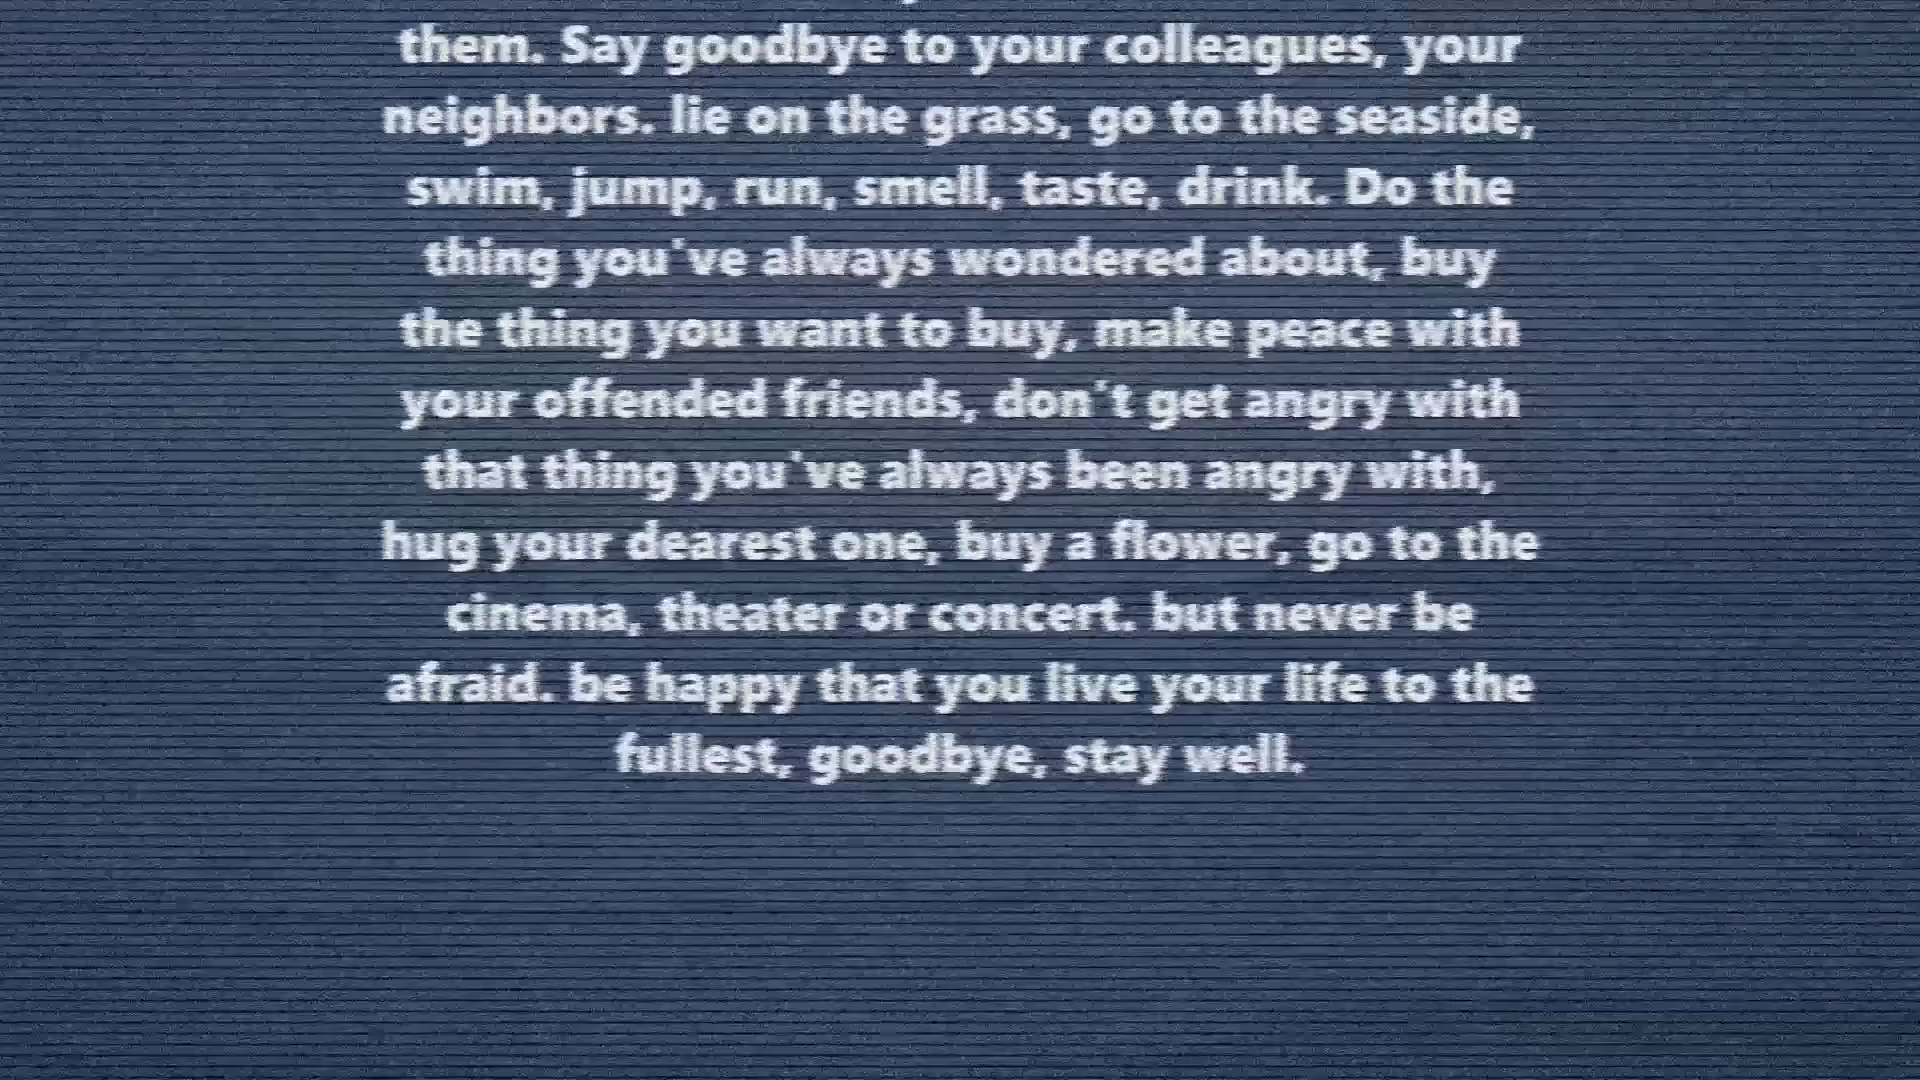 them. Say goodbye to your colleagues, your
neighbors. lie on the grass, go to the seaside,
swim, jump, run, smell, taste, drink. Do the
thing you've always wondered about, buy
the thing you want to buy, make peace with
your offended friends, don't get angry with
that thing you've always been angry with,
hug your dearest one, buy a flower, go to the
cinema, theater or concert. but never be
afraid. be happy that you live your life to the
fullest, goodbye, stay well.